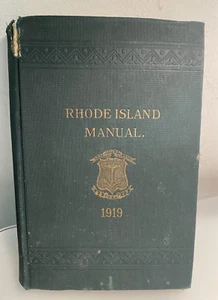 RHODE ISLAND
MANUAL.
1919